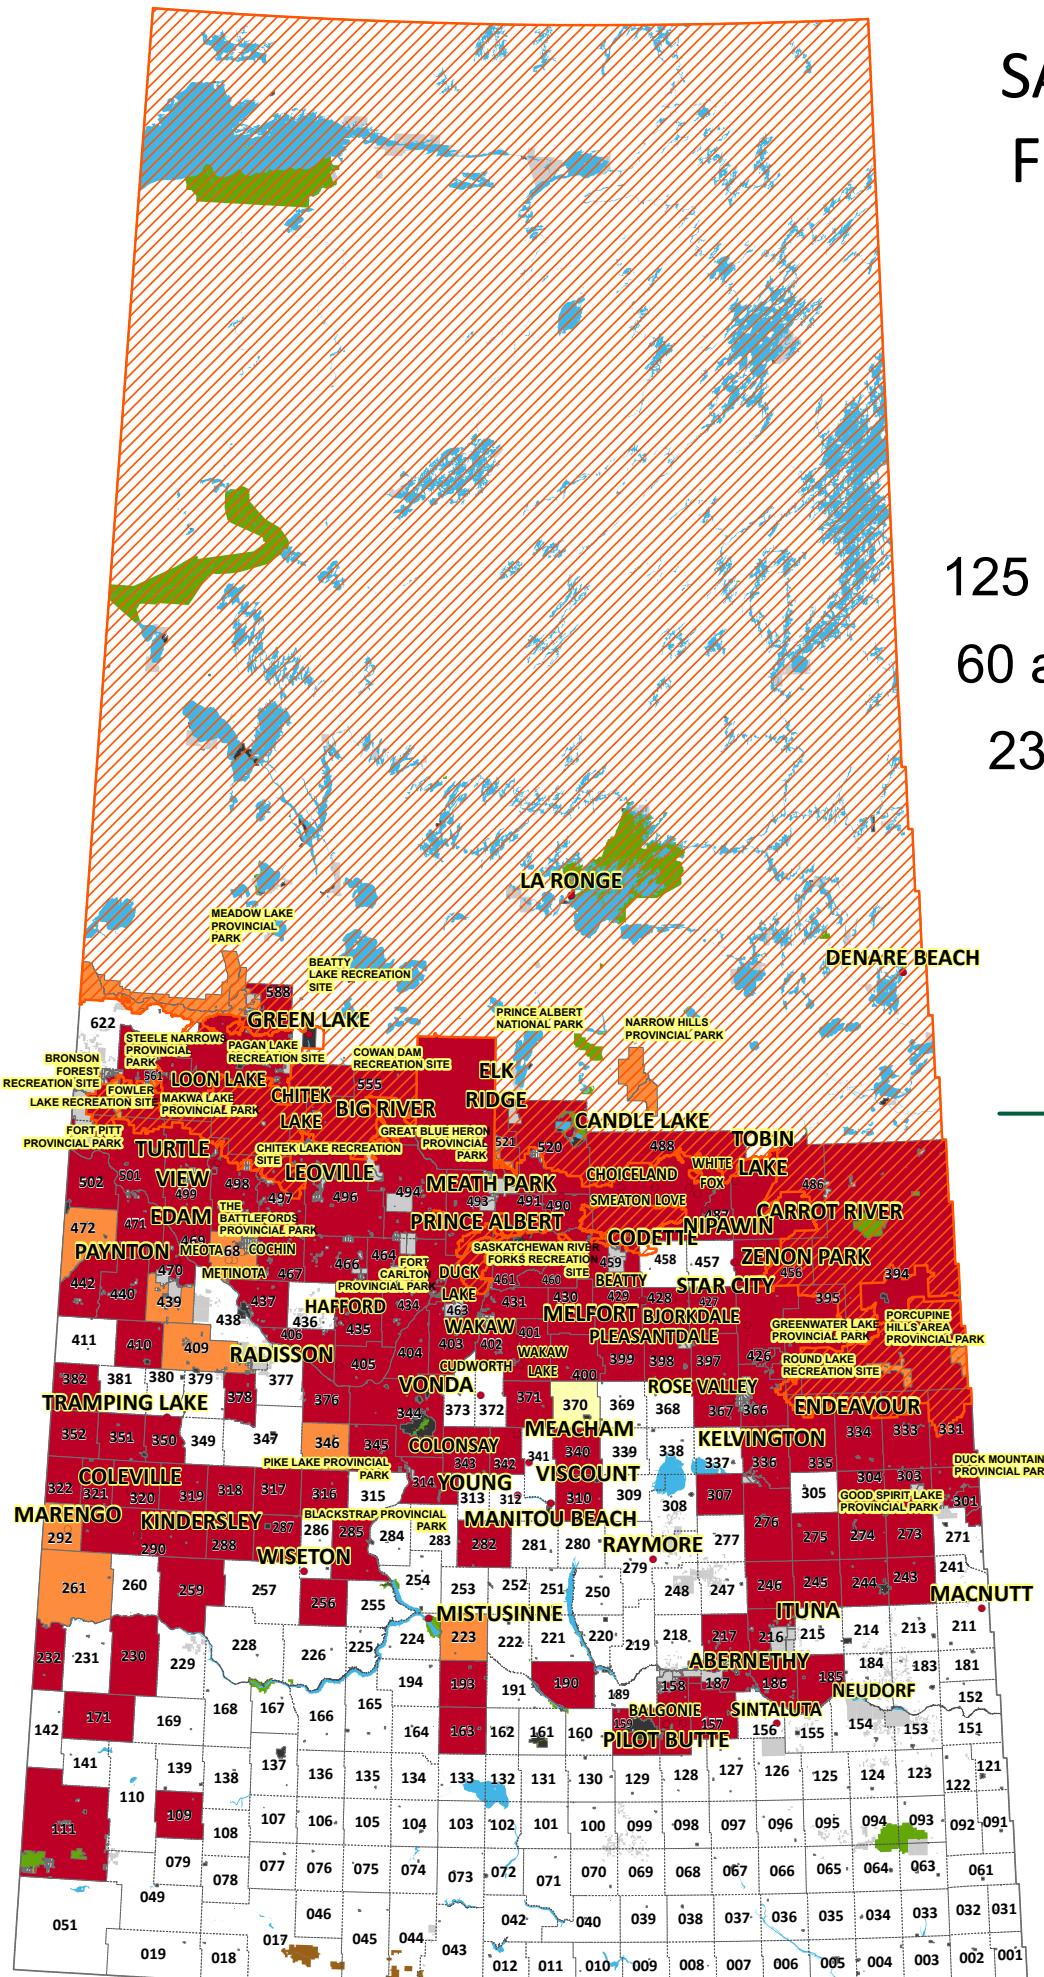 SA
F
125
60 a
23
LA RONGE
MEADOW LAKE
PROVINCIAL
PARK
DENARE BEACH
BEATTY
LAKE RECREATION
SITE
588
PRINCE ALBERT
NATIONAL PARK
NARROW HILLS
PROVINCIAL PARK
622
GREEN LAKE
STEELE NARROWS
PROVINCIAL
PARK
PAGAN LAKE
RECREATION SITE
COWAN DAM
RECREATION SITE
BRONSON
FOREST
RECREATION SITE
561
LOON LAKE
555
ELK
RIDGE
FOWLER
LAKE RECREATION SITE
MAKWA LAKE
PROVINCIAL PARK
CHITEK
LAKE
BIG RIVER
CANDLE LAKE
FORT PITT
PROVINCIAL PARK
GREAT BLUE HERON
PROVINCIAL
PARK
521
520
488
TOBIN
LAKE
TURTLE
VIEW
CHITEK LAKE RECREATION
SITE
LEOVILLE
CHOICELAND
WHITE
FOX
502
501
499
498
497
496
494
MEATH PARK
493
491
490
SMEATON
LOVE
486
487
472
471
EDAM
THE
BATTLEFORDS
PROVINCIAL PARK
PRINCE ALBERT
CODETTE
NIPAWIN
CARROT RIVER
469
PAYNTON
MEOTA
68
COCHIN
METINOTA
470
467
466
464
FORT
CARLTON
PROVINCIAL PARK
SASKATCHEWAN RIVER
FORKS RECREATION
SITE
459
458
457
ZENON PARK
456
394
442
440
439
438
437
436
HAFFORD
435
434
DUCK
LAKE
463
461
460
BEATTY
STAR CITY
431
430
429
428
427
395
411
410
409
RADISSON
406
405
404
WAKAW
403
402
401
MELFORT
BJORKDALE
PLEASANTDALE
GREENWATER LAKE
PROVINCIAL PARK
PORCUPINE
HILLS AREA
PROVINCIAL PARK
382
381
380
379
378
377
376
CUDWORTH
WAKAW
LAKE
400
399
398
397
426
ROUND LAKE
RECREATION SITE
TRAMPING LAKE
VONDA
344
373
372
371
370
369
368
ROSE VALLEY
367
366
ENDEAVOUR
352
351
350
349
347
346
345
COLONSAY
343
342
341
MEACHAM
340
339
338
337
KELVINGTON
336
335
334
333
331
322
321
COLEVILLE
320
319
318
317
316
PIKE LAKE PROVINCIAL
PARK
315
314
YOUNG
313
312
VISCOUNT
310
309
308
307
305
304
303
DUCK MOUNTAIN
PROVINCIAL PARK
GOOD SPIRIT LAKE
PROVINCIAL PARK
301
MARENGO
292
290
KINDERSLEY
288
287
286
285
BLACKSTRAP PROVINCIAL
PARK
284
283
282
MANITOU BEACH
281
280
RAYMORE
279
277
276
275
274
273
271
WISETON
261
260
259
257
256
255
254
253
252
251
250
248
247
246
245
244
243
241
MACNUTT
MISTUSINNE
232
231
230
229
228
226
225
224
223
222
221
220
219
218
217
ITUNA
216
215
214
213
211
ABERNETHY
194
193
191
190
189
158
187
186
185
184
183
181
NEUDORF
142
171
169
168
167
166
165
164
163
162
161
160
BALGONIE
159
PILOT BUTTE
157
SINTALUTA
156
155
154
153
152
151
141
139
138
137
136
135
134
133
132
131
130
129
128
127
126
125
124
123
122
121
111
110
109
108
107
106
105
104
103
102
101
100
099
098
097
096
095
094
093
092
091
079
078
077
076
075
074
073
072
071
070
069
068
067
066
065
064
063
061
051
049
046
045
044
043
042
040
039
038
037
036
035
034
033
032
031
019
018
017
012
011
010
009
008
007
006
005
004
003
002
001